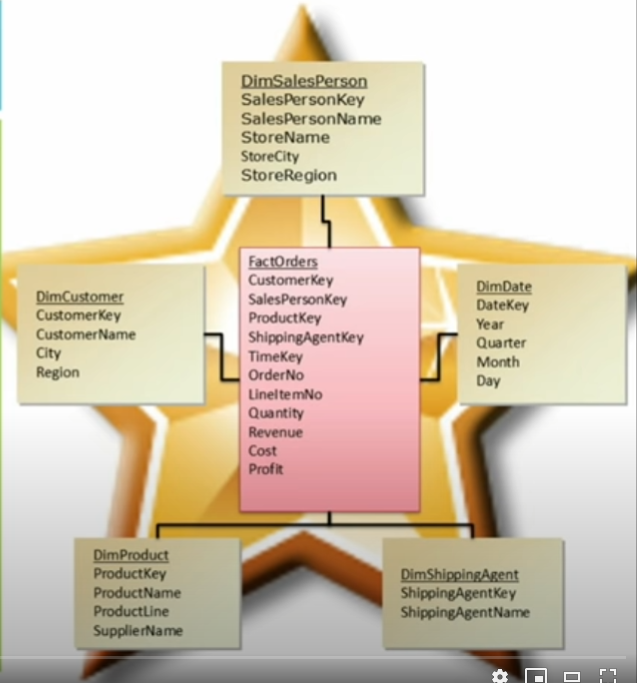 DimSalesPerson
SalesPersonKey
SalesPersonName
StoreName
StoreCity
StoreRegion
DimCustomer
CustomerKey
CustomerName
City
Region
FactOrders
CustomerKey
SalesPersonKey
ProductKey
ShippingAgentKey
TimeKey
OrderNo
LineItemNo
Quantity
Revenue
Cost
Profit
DimDate
DateKey
Year
Quarter
Month
Day
DimProduct
ProductKey
ProductName
ProductLine
SupplierName
DimShippingAgent
ShippingAgentKey
ShippingAgentName